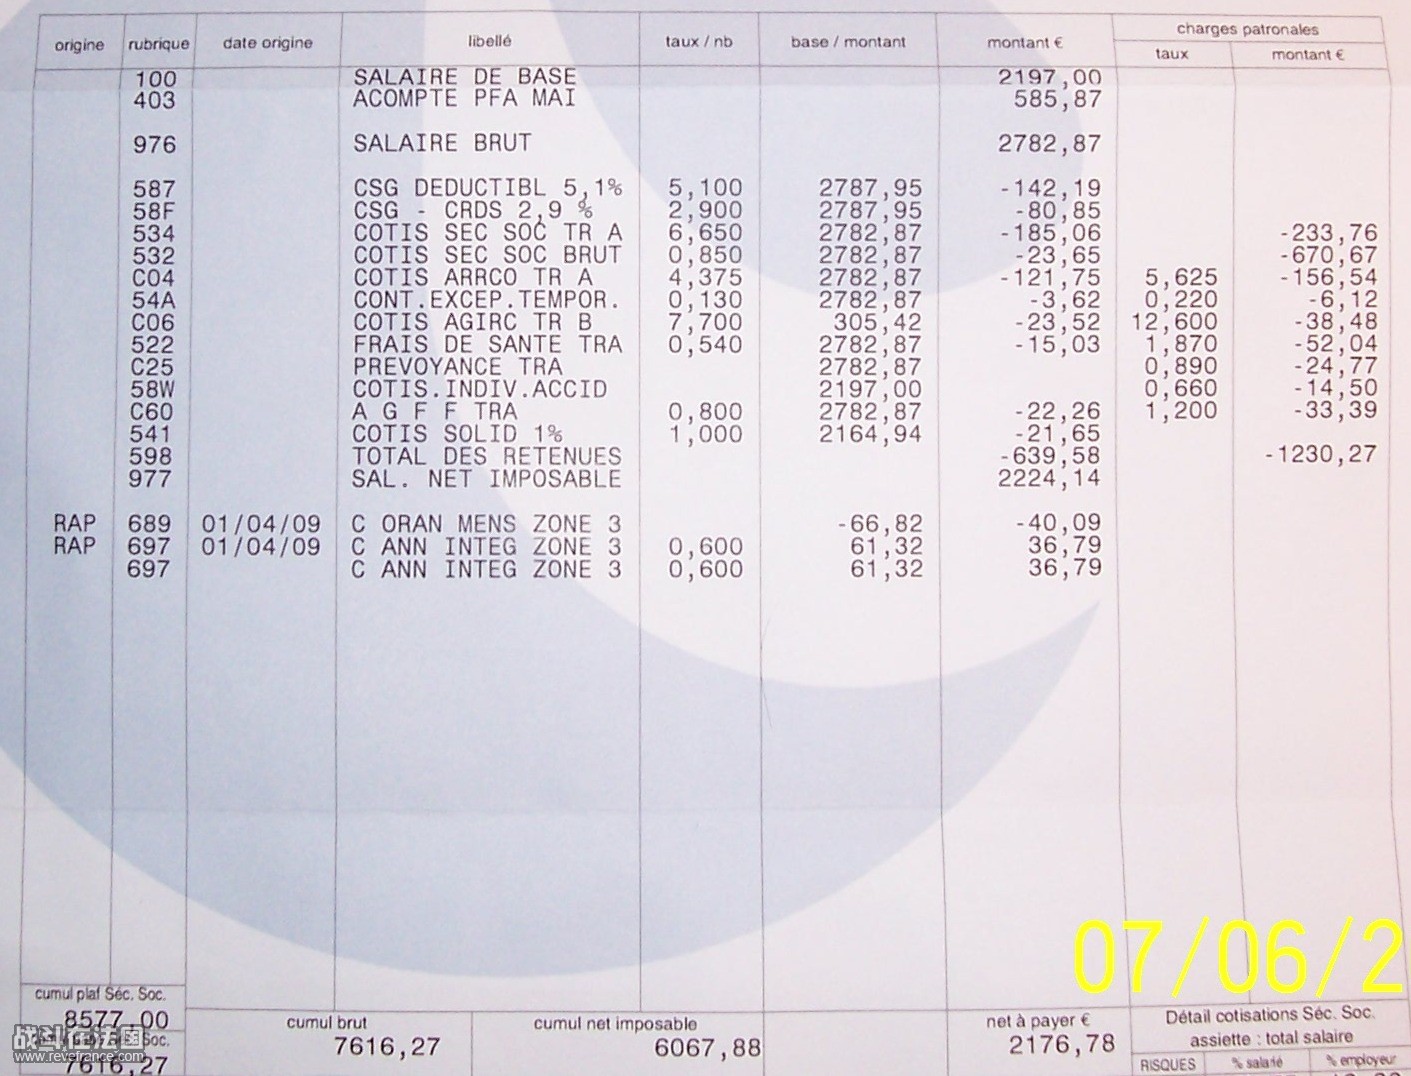 origine rubrique date origine libellé taux / nb base / montant montant € charges patronales
taux montant €
100 SALAIRE DE BASE 2197,00
403 ACOMPTE PFA MAI 585,87
976 SALAIRE BRUT 2782,87
587 CSG DEDUCTIBL 5,1% 5,100 2787,95 -142,19
58F CSG - CRDS 2,9 % 2,900 2787,95 -80,85
534 COTIS SEC SOC TR A 6,650 2782,87 -185,06 -233,76
532 COTIS SEC SOC BRUT 0,850 2782,87 -23,65 -670,67
C04 COTIS ARRCO TR A 4,375 2782,87 -121,75 5,625 -156,54
54A CONT.EXCEP.TEMPOR. 0,130 2782,87 -3,62 0,220 -6,12
C06 COTIS AGIRC TR B 7,700 305,42 -23,52 12,600 -38,48
522 FRAIS DE SANTE TRA 0,540 2782,87 -15,03 1,870 -52,04
C25 PREVOYANCE TRA 2782,87 0,890 -24,77
58W COTIS.INDIV.ACCID 2197,00 0,660 -14,50
C60 A G F F TRA 0,800 2782,87 -22,26 1,200 -33,39
541 COTIS SOLID 1% 1,000 2164,94 -21,65
598 TOTAL DES RETENUES -639,58 -1230,27
977 SAL. NET IMPOSABLE 2224,14
RAP 689 01/04/09 C ORAN MENS ZONE 3 -66,82 -40,09
RAP 697 01/04/09 C ANN INTEG ZONE 3 0,600 61,32 36,79
697 C ANN INTEG ZONE 3 0,600 61,32 36,79
07/06/2
cumul plaf Séc. Soc.
8577,00 cumul brut cumul net imposable net à payer € Détail cotisations Séc. Soc.
战斗在法国 Soc. 7616,27 6067,88 2176,78 assiette : total salaire
www.revefrance.com
7616,27 RISQUES % salarié % employeur